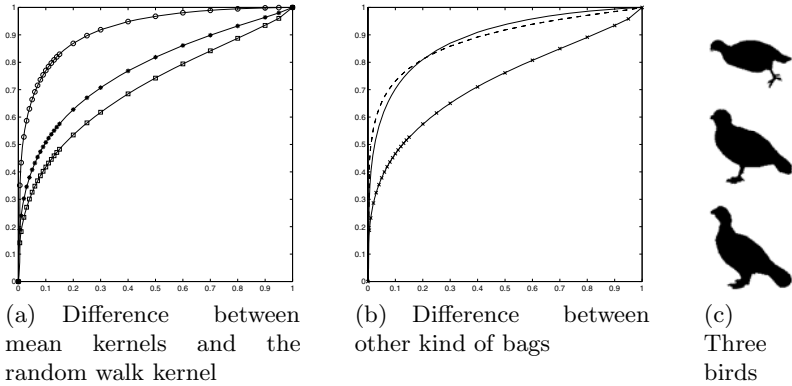 1
0.9
0.8
0.7
0.6
0.5
0.4
0.3
0.2
0.1
0
0 0.1 0.2 0.3 0.4 0.5 0.6 0.7 0.8 0.9 1
(a) Difference between
mean kernels and the
random walk kernel
1
0.9
0.8
0.7
0.6
0.5
0.4
0.3
0.2
0.1
0
0 0.1 0.2 0.3 0.4 0.5 0.6 0.7 0.8 0.9 1
(b) Difference between
other kind of bags
(c)
Three
birds